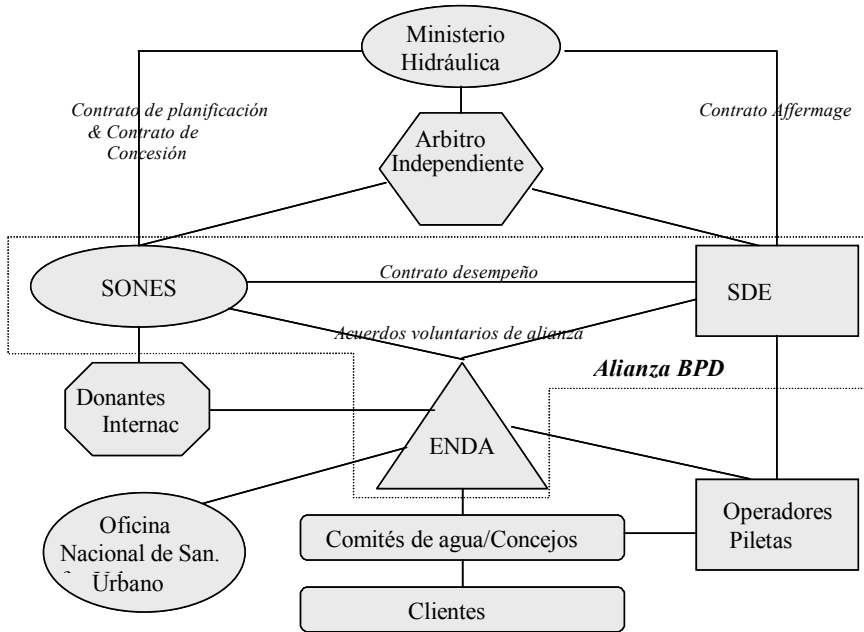 Ministerio
Hidráulica
Contrato de planificación
& Contrato de
Concesión
Contrato Affermage
Arbitro
Independiente
SONES
Contrato desempeño
SDE
Acuerdos voluntarios de alianza
Alianza BPD
Donantes
Internac
ENDA
Oficina
Nacional de San.
Urbano
Comités de agua/Concejos
Operadores
Piletas
Clientes